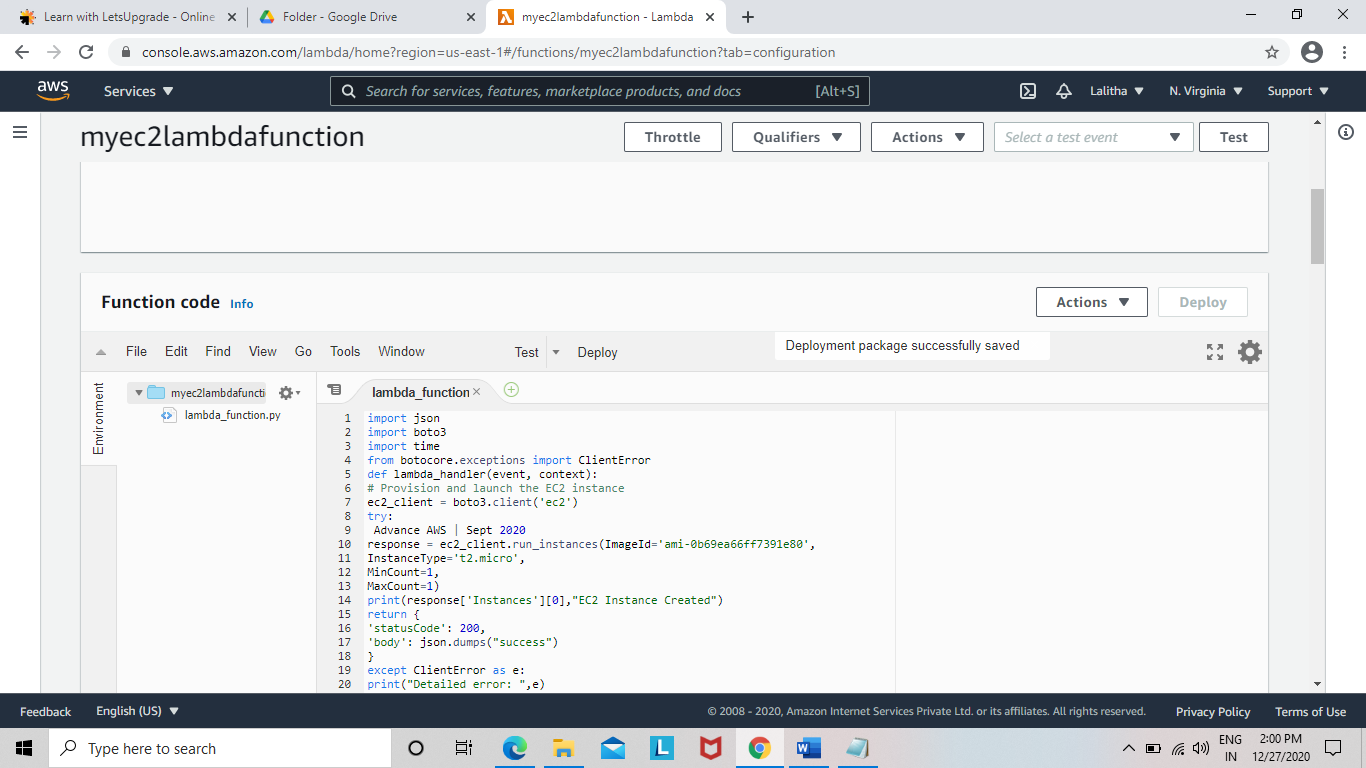 Learn with LetsUpgrade - Online
Folder - Google Drive
myec2lambdafunction - Lambda
console.aws.amazon.com/lambda/home?region=us-east-1#/functions/myec2lambdafunction?tab=configuration
aws
Services
Search for services, features, marketplace products, and docs
[Alt+S]
Lalitha
N. Virginia
Support
myec2lambdafunction
Throttle
Qualifiers
Actions
Select a test event
Test
Function code
Info
Actions
Deploy
File
Edit
Find
View
Go
Tools
Window
Test
Deploy
Deployment package successfully saved
Environment
myec2lambdafuncti
lambda_function.py
lambda_function
1 import json
2 import boto3
3 import time
4 from botocore.exceptions import ClientError
5 def lambda_handler(event, context):
6 # Provision and launch the EC2 instance
7 ec2_client = boto3.client('ec2')
8 try:
9 Advance AWS | Sept 2020
10 response = ec2_client.run_instances(ImageId='ami-0b69ea66ff7391e80',
11 InstanceType='t2.micro',
12 MinCount=1,
13 MaxCount=1)
14 print(response['Instances'][0],"EC2 Instance Created")
15 return {
16 'statusCode': 200,
17 'body': json.dumps("success")
18 }
19 except ClientError as e:
20 print("Detailed error: ",e)
Feedback
English (US)
© 2008 - 2020, Amazon Internet Services Private Ltd. or its affiliates. All rights reserved.
Privacy Policy
Terms of Use
Type here to search
L
ENG
IN
2:00 PM
12/27/2020